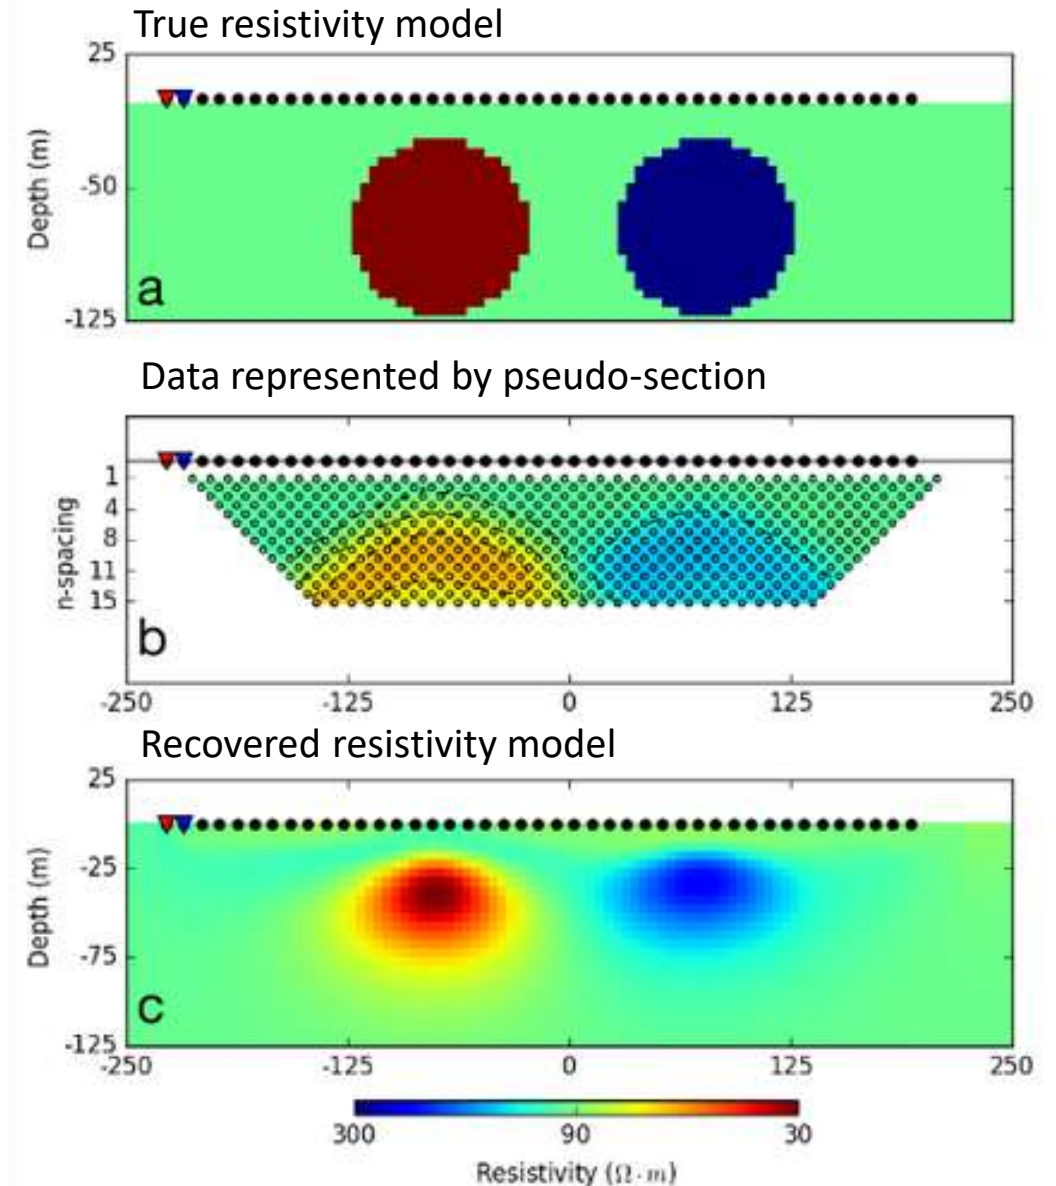 True resistivity model
25
-50
-125
Depth (m)
a
Data represented by pseudo-section
1
4
8
11
15
n-spacing
b
-250 -125 0 125 250
Recovered resistivity model
25
-25
-75
-125
Depth (m)
c
-250 -125 0 125 250
300 90 30
Resistivity (Ω · m)